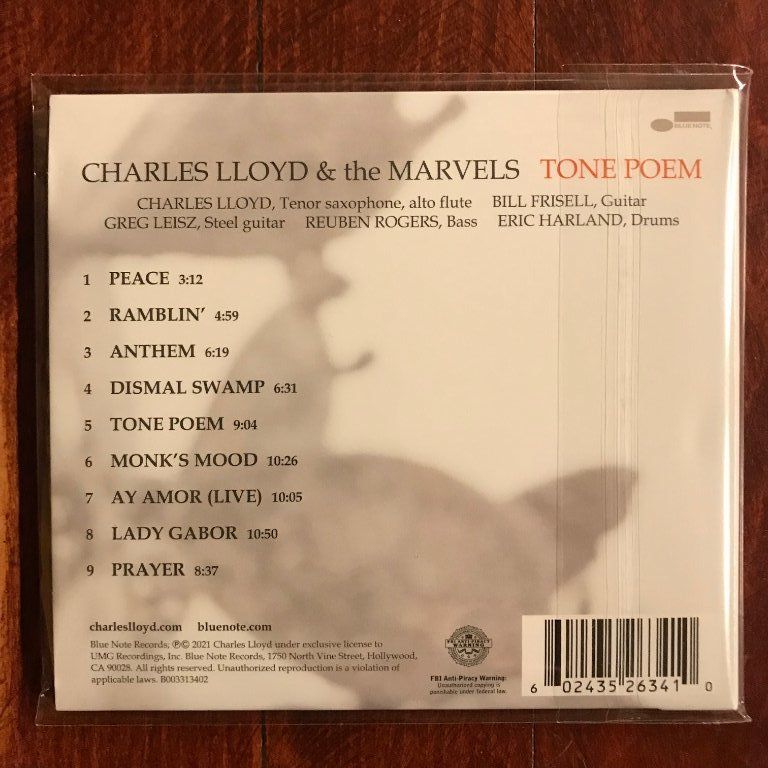 BLUE NOTE
CHARLES LLOYD & the MARVELS TONE POEM
CHARLES LLOYD, Tenor saxophone, alto flute BILL FRISELL, Guitar
GREG LEISZ, Steel guitar REUBEN ROGERS, Bass ERIC HARLAND, Drums
1 PEACE 3:12
2 RAMBLIN’ 4:59
3 ANTHEM 6:19
4 DISMAL SWAMP 6:31
5 TONE POEM 9:04
6 MONK’S MOOD 10:26
7 AY AMOR (LIVE) 10:05
8 LADY GABOR 10:50
9 PRAYER 8:37
charleslloyd.com bluenote.com
Blue Note Records; ℗© 2021 Charles Lloyd under exclusive license to
UMG Recordings, Inc. Blue Note Records, 1750 North Vine Street, Hollywood,
CA 90028. All rights reserved. Unauthorized reproduction is a violation of
applicable laws. B003313402
FBI ANTI-PIRACY
WARNING
FBI Anti-Piracy Warning:
Unauthorized copying is
punishable under federal law.
6 02435 26341 0